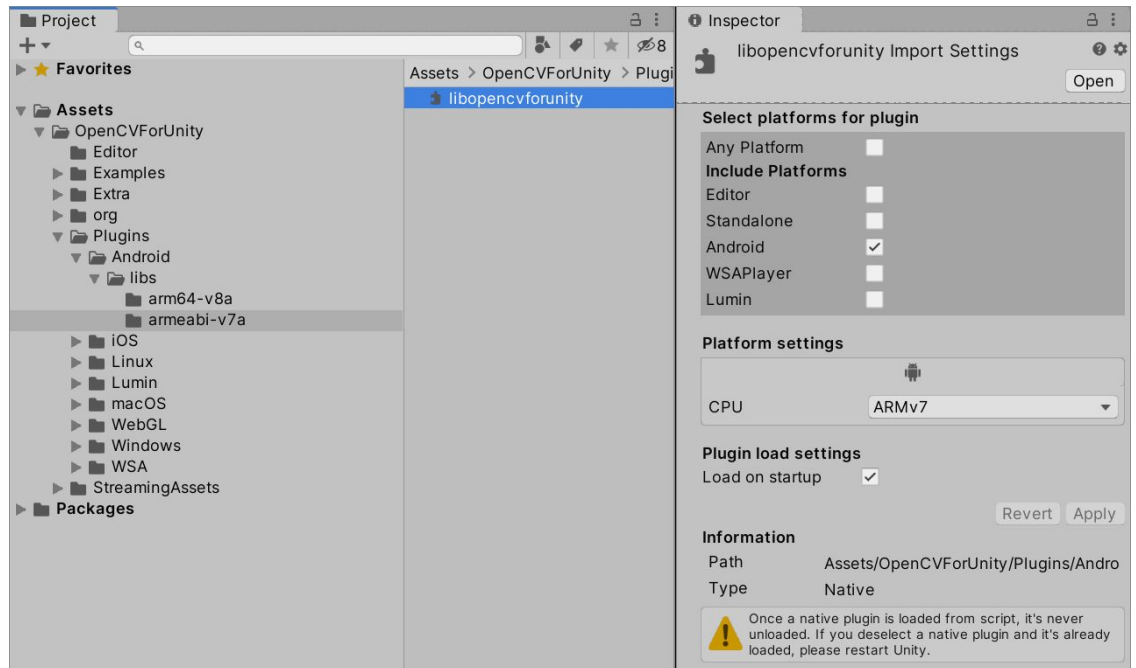 Project
8
Favorites
Assets
OpenCVForUnity
Editor
Examples
Extra
org
Plugins
Android
libs
arm64-v8a
armeabi-v7a
iOS
Linux
Lumin
macOS
WebGL
Windows
WSA
StreamingAssets
Packages
Assets > OpenCVForUnity > Plugi
libopencvforunity
Inspector
libopencvforunity Import Settings
Open
Select platforms for plugin
Any Platform
Include Platforms
Editor
Standalone
Android
WSAPlayer
Lumin
Platform settings
CPU ARMv7
Plugin load settings
Load on startup
Revert Apply
Information
Path Assets/OpenCVForUnity/Plugins/Andro
Type Native
Once a native plugin is loaded from script, it's never
unloaded. If you deselect a native plugin and it's already
loaded, please restart Unity.